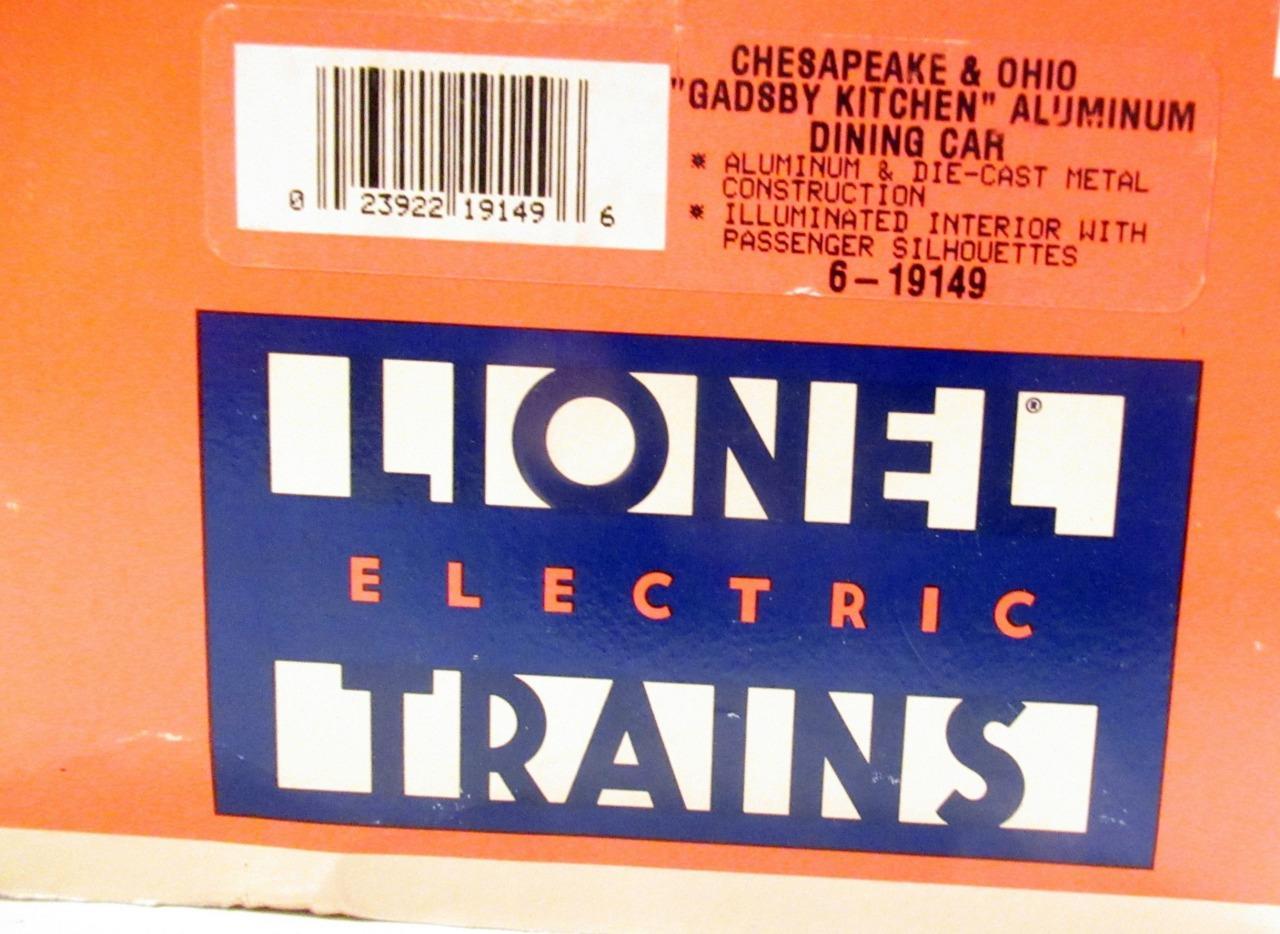 CHESAPEAKE & OHIO
"GADSBY KITCHEN" ALUMINUM
DINING CAR
* ALUMINUM & DIE-CAST METAL
CONSTRUCTION
* ILLUMINATED INTERIOR WITH
PASSENGER SILHOUETTES
6-19149
0 23922 19149 6
LIONEL®
ELECTRIC
TRAINS